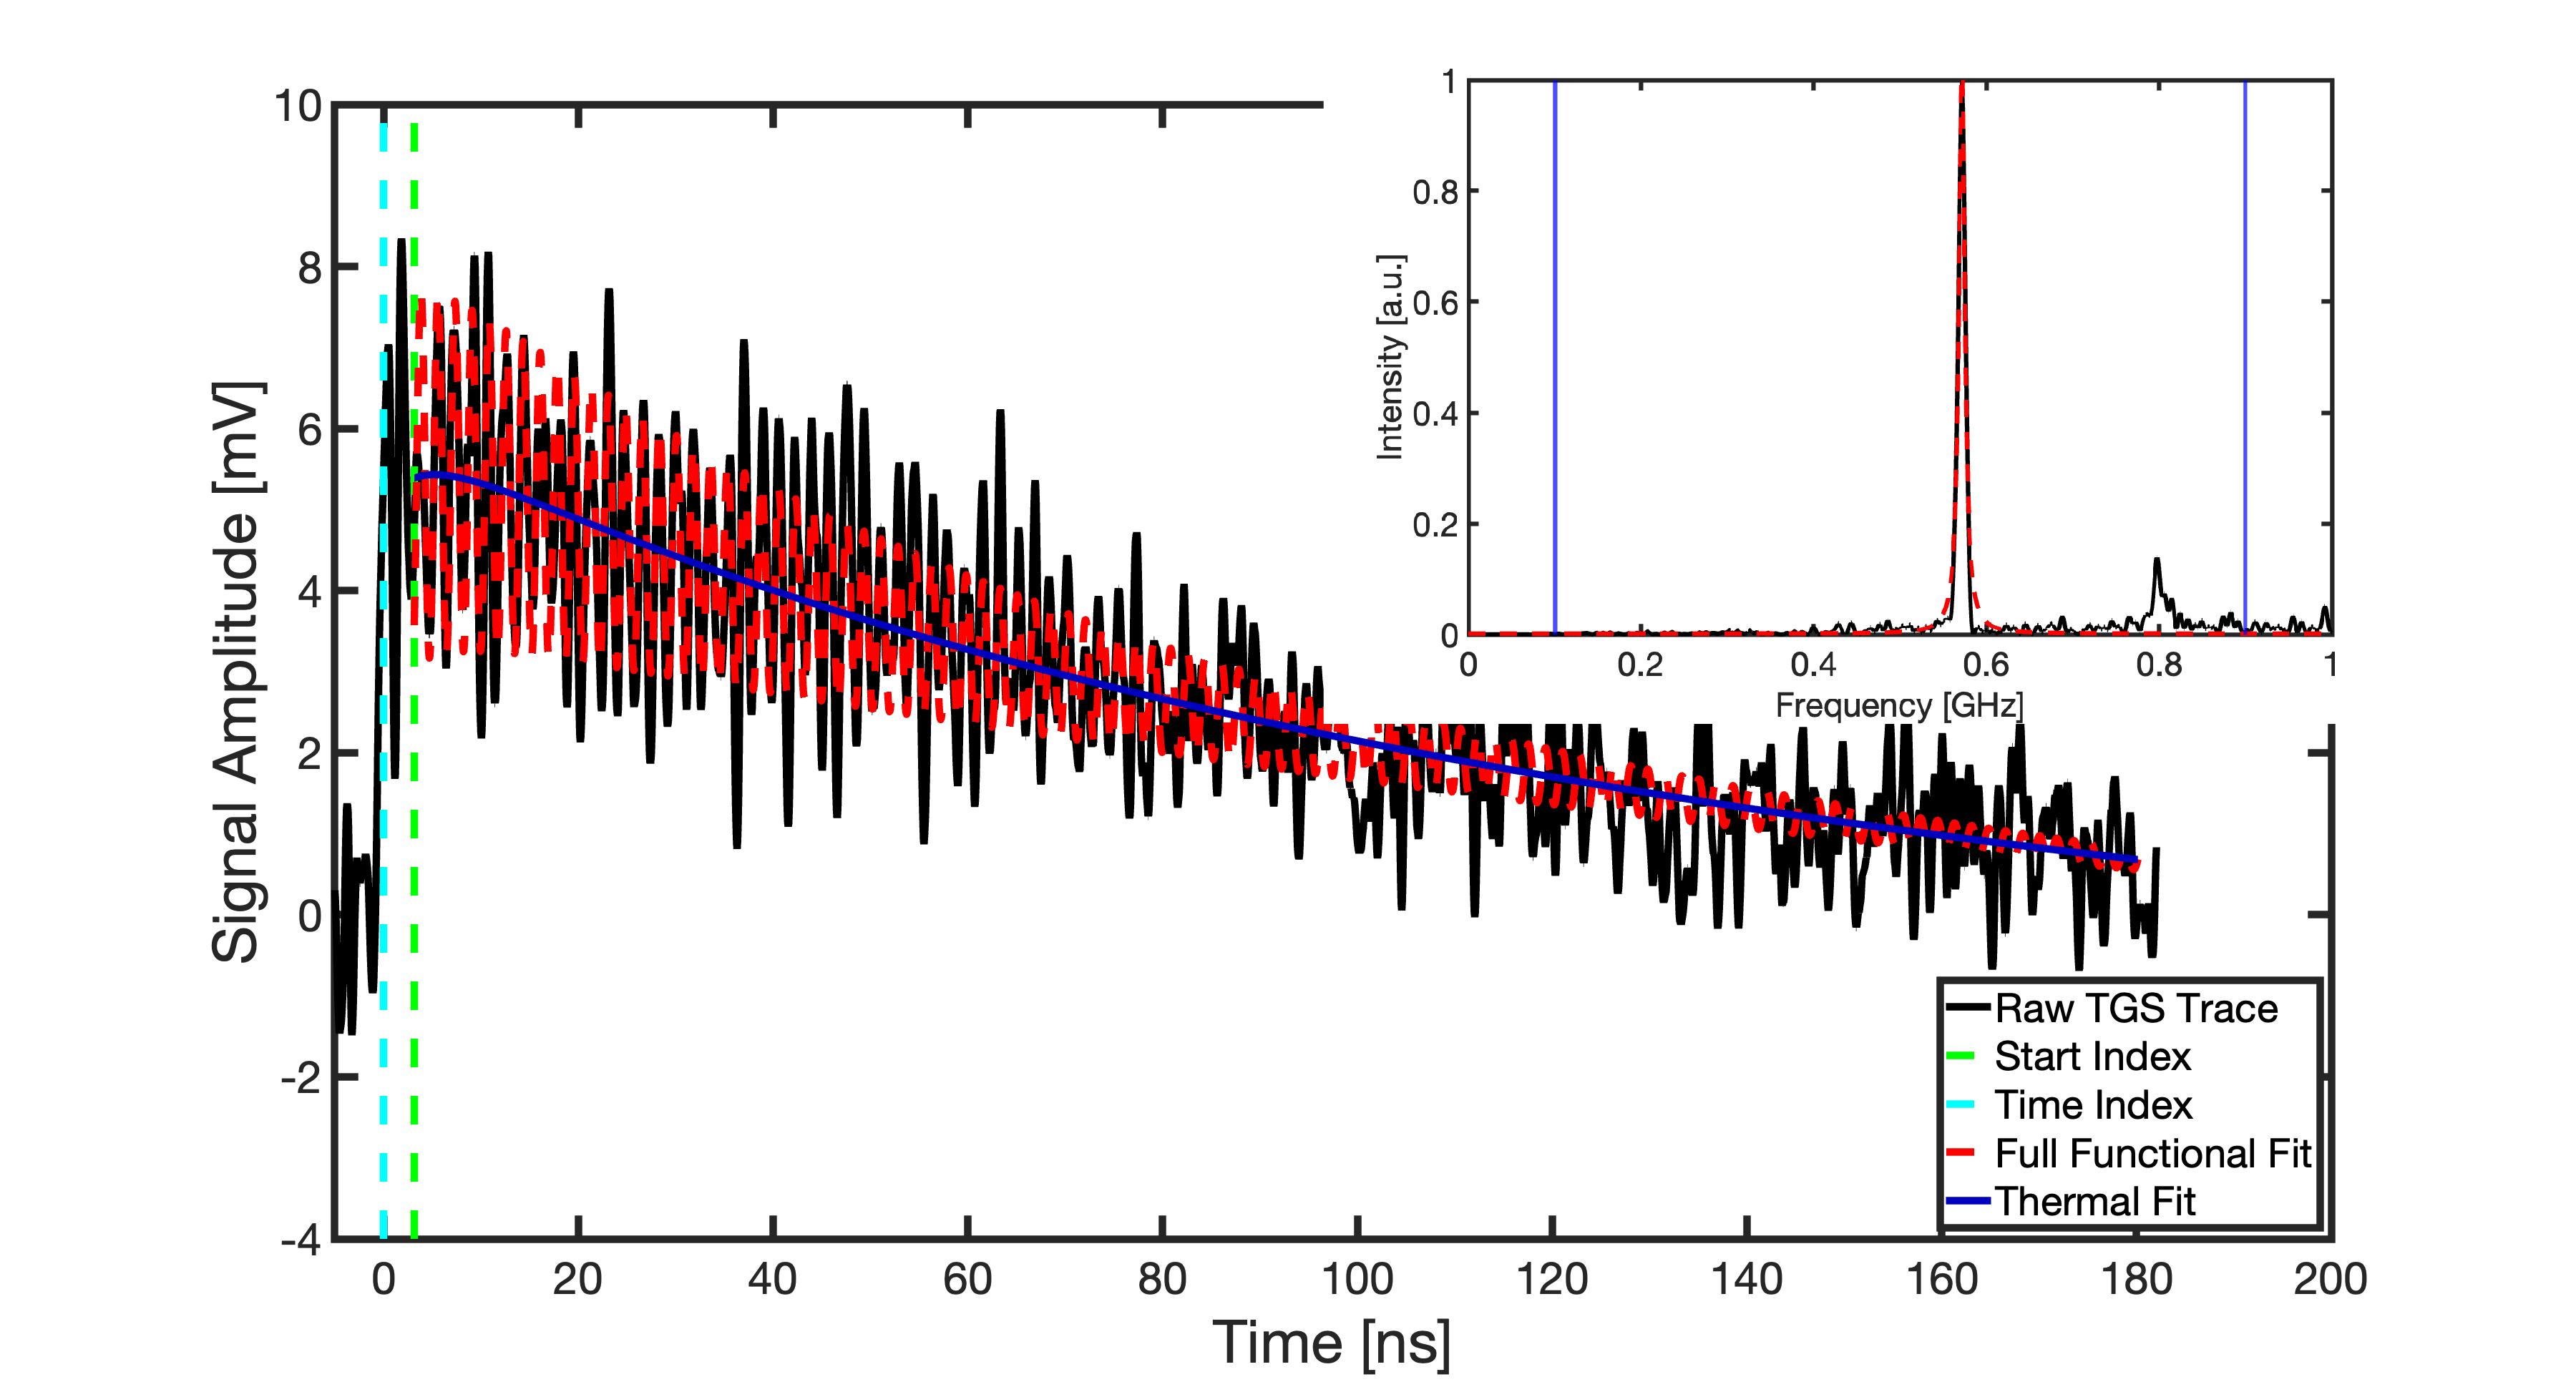 10
8
6
4
2
0
-2
-4
Signal Amplitude [mV]
0 20 40 60 80 100 120 140 160 180 200
Time [ns]
1
0.8
0.6
0.4
0.2
0
Intensity [a.u.]
0 0.2 0.4 0.6 0.8 1
Frequency [GHz]
Raw TGS Trace
Start Index
Time Index
Full Functional Fit
Thermal Fit